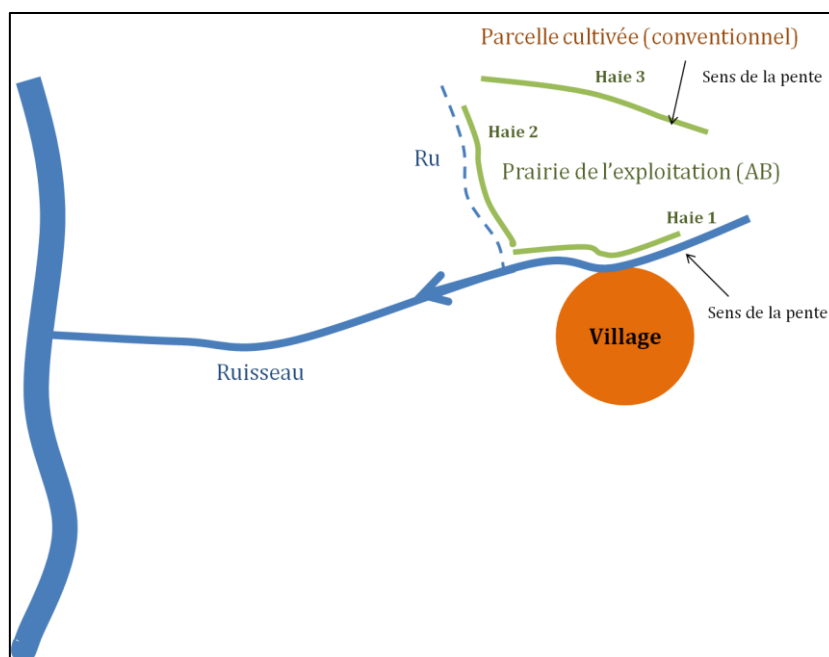 Parcelle cultivée (conventionnel)
Haie 3
Sens de la pente
Haie 2
Ru
Prairie de l'exploitation (AB)
Haie 1
Sens de la pente
Village
Ruisseau